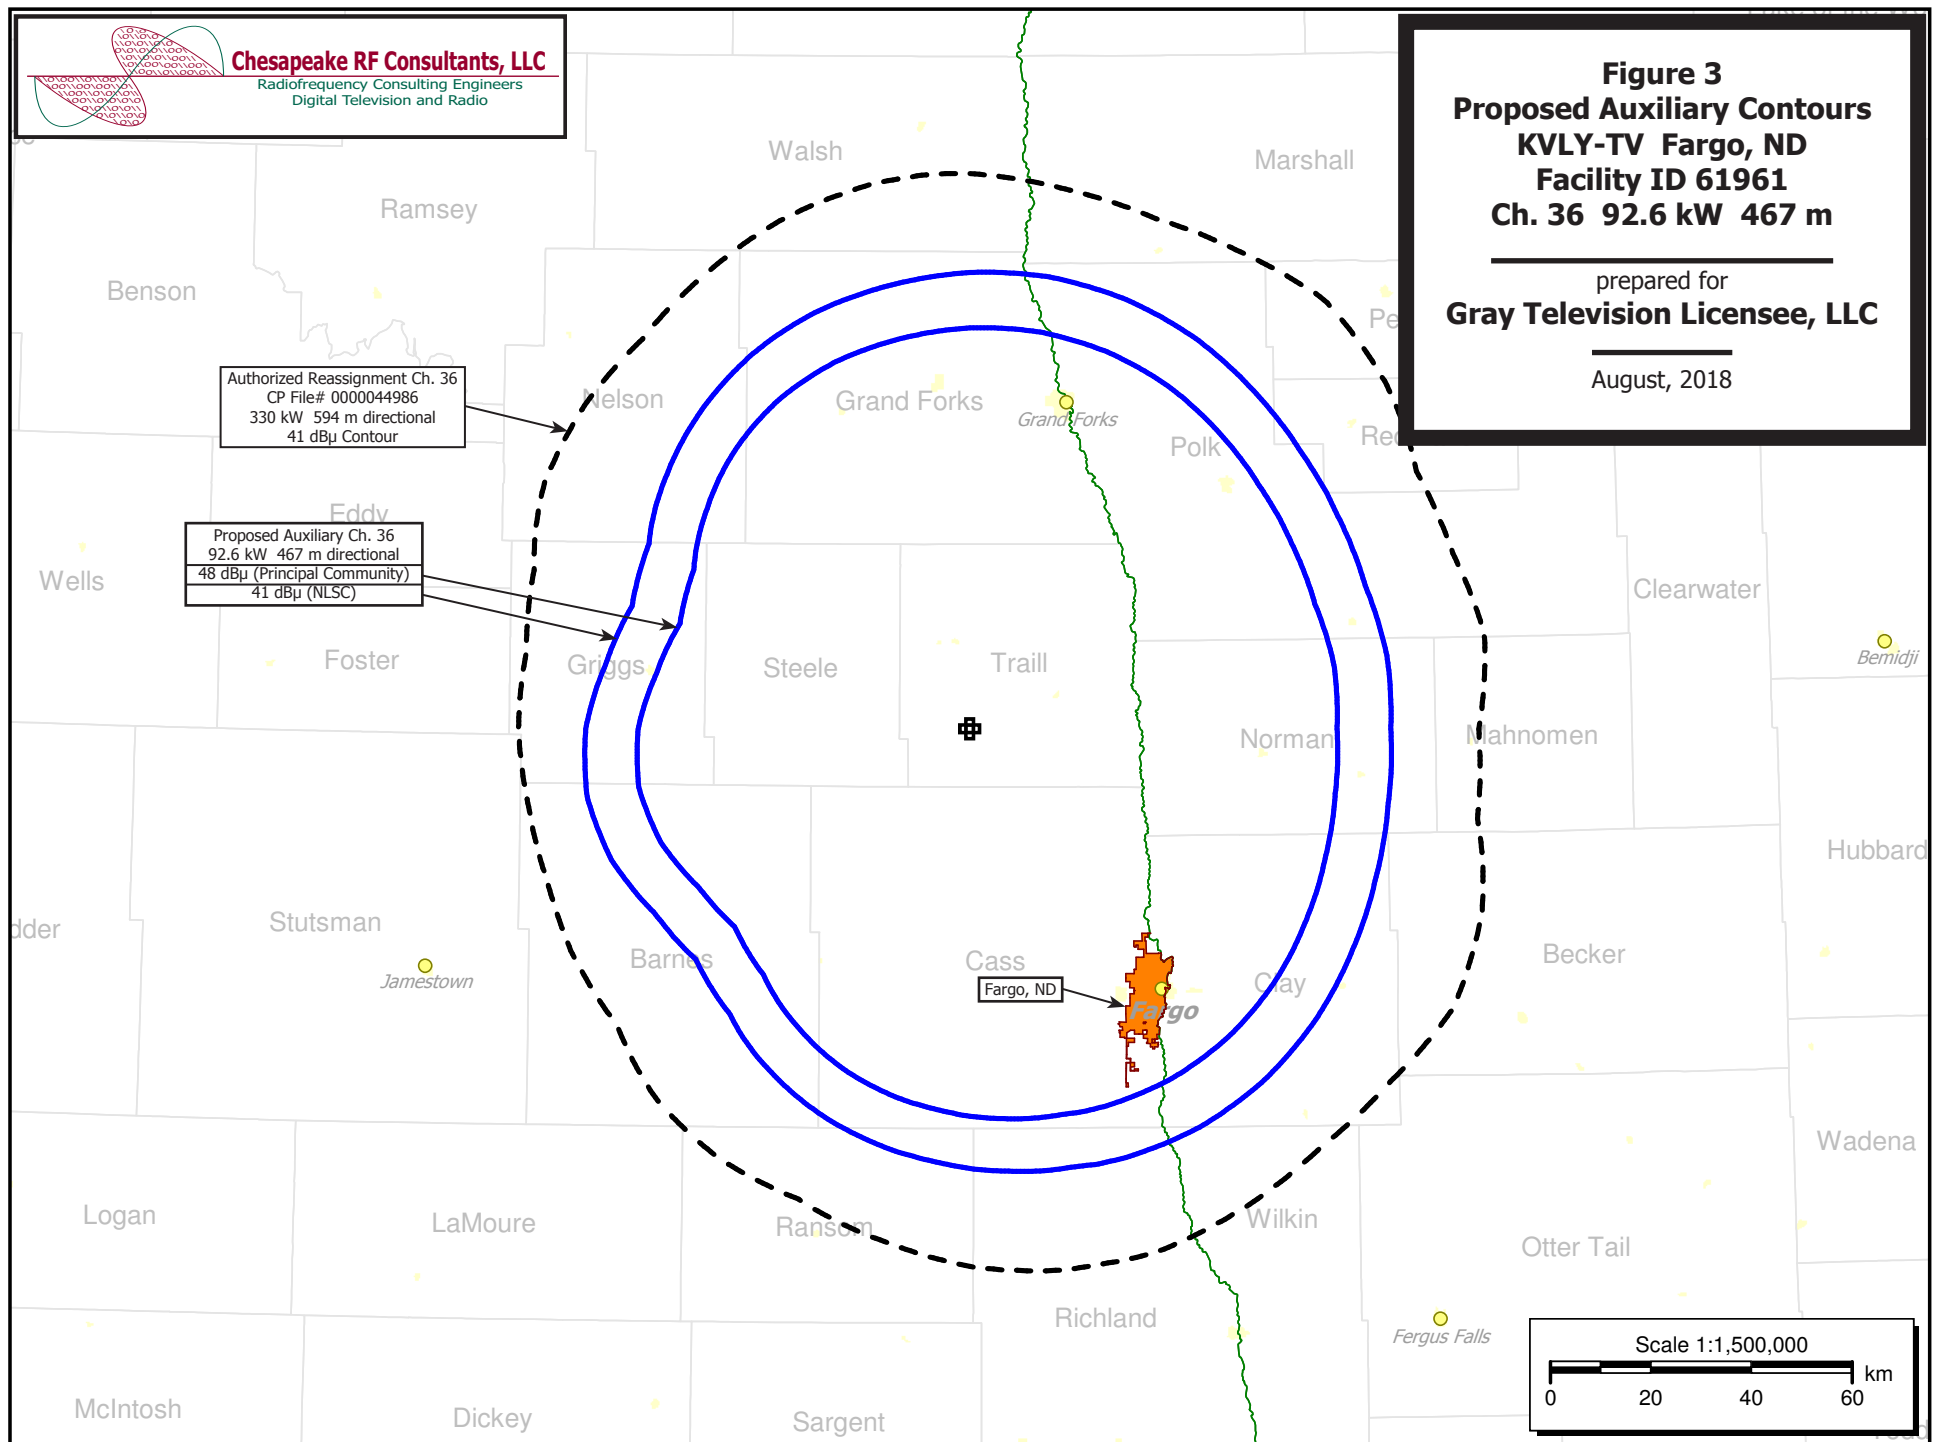 Chesapeake RF Consultants, LLC
Radiofrequency Consulting Engineers
Digital Television and Radio
Figure 3
Proposed Auxiliary Contours
KVLY-TV Fargo, ND
Facility ID 61961
Ch. 36 92.6 kW 467 m
prepared for
Gray Television Licensee, LLC
August, 2018
Walsh
Marshall
Ramsey
Benson
Pe
Authorized Reassignment Ch. 36
CP File# 0000044986
330 kW 594 m directional
41 dBµ Contour
Nelson
Grand Forks
Grand Forks
Polk
Red
Eddy
Proposed Auxiliary Ch. 36
92.6 kW 467 m directional
48 dBµ (Principal Community)
41 dBµ (NLSC)
Wells
Clearwater
Foster
Griggs
Steele
Traill
Bemidji
Norman
Mahnomen
Hubbard
dder
Stutsman
Jamestown
Barnes
Cass
Fargo, ND
Fargo
Clay
Becker
Wadena
Logan
LaMoure
Ransom
Wilkin
Otter Tail
Richland
Fergus Falls
McIntosh
Dickey
Sargent
Scale 1:1,500,000
km
0 20 40 60